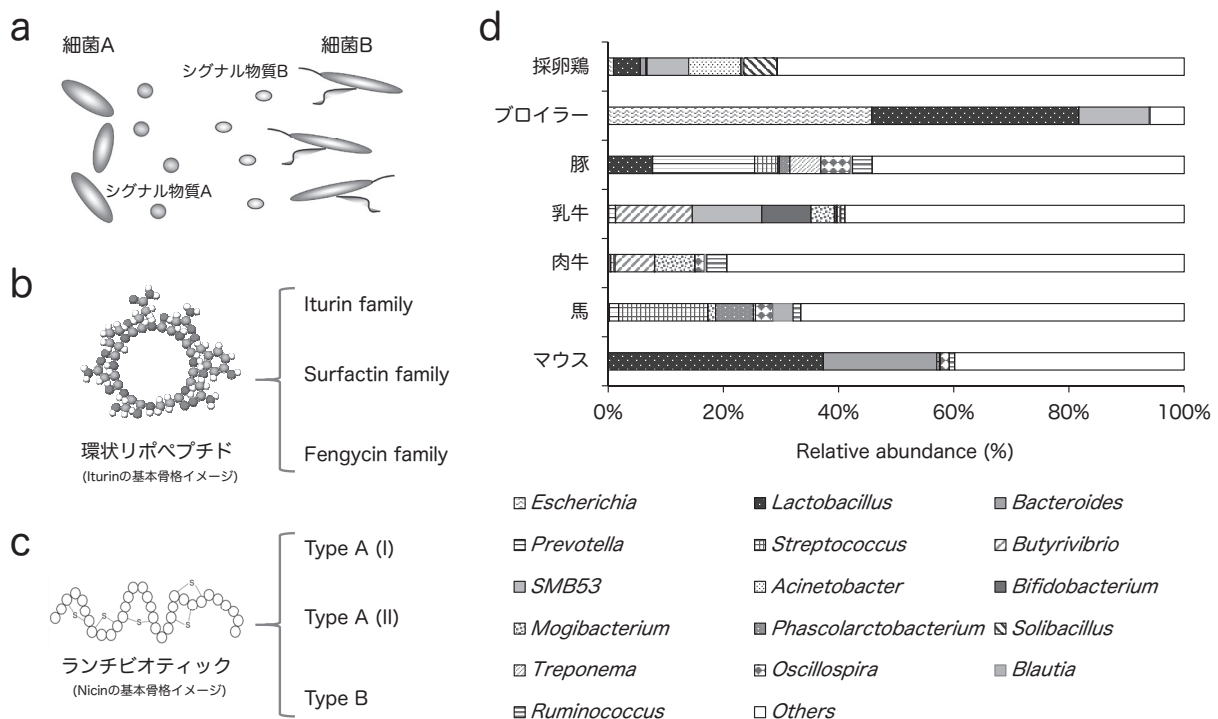 a
細菌A
細菌B
シグナル物質B
シグナル物質A
b
環状リポペプチド
(Iturinの基本骨格イメージ)
Iturin family
Surfactin family
Fengycin family
c
S
S
S
S
S
ランチビオティック
(Nicinの基本骨格イメージ)
Type A (I)
Type A (II)
Type B
d
採卵鶏
ブロイラー
豚
乳牛
肉牛
馬
マウス
0% 20% 40% 60% 80% 100%
Relative abundance (%)
Escherichia Lactobacillus Bacteroides
Prevotella Streptococcus Butyrivibrio
SMB53 Acinetobacter Bifidobacterium
Mogibacterium Phascolarctobacterium Solibacillus
Treponema Oscillospira Blautia
Ruminococcus Others